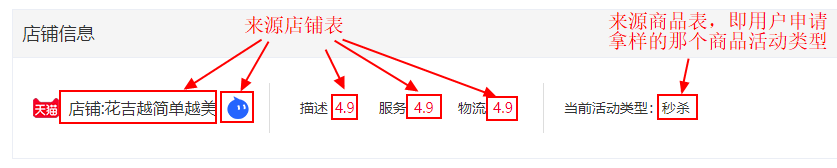 店铺信息
来源店铺表
来源商品表，即用户申请
拿样的那个商品活动类型
天猫 店铺:花吉越简单越美
描述 4.9 服务 4.9 物流 4.9 当前活动类型：秒杀